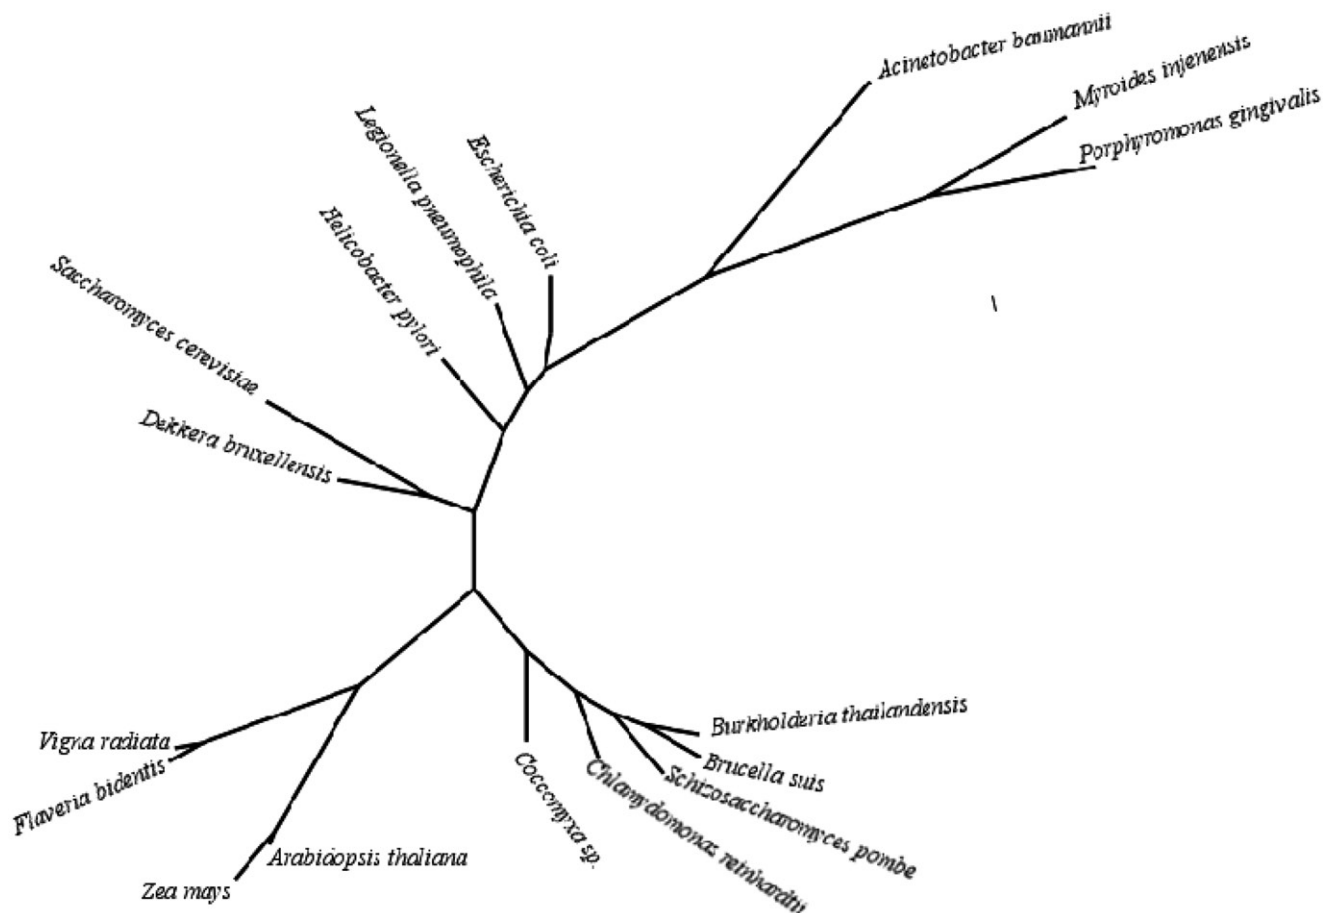 Acinetobacter baumannii
Myroides injenensis
Porphyromonas gingivalis
Escherichia coli
Legionella pneumophila
Helicobacter pylori
Saccharomyces cerevisiae
Dekkera bruxellensis
Vigna radiata
Flaveria bidentis
Zea mays
Arabidopsis thaliana
Coccomyxa sp.
Chlamydomonas reinhardtii
Schizosaccharomyces pombe
Brucella suis
Burkholderia thailandensis